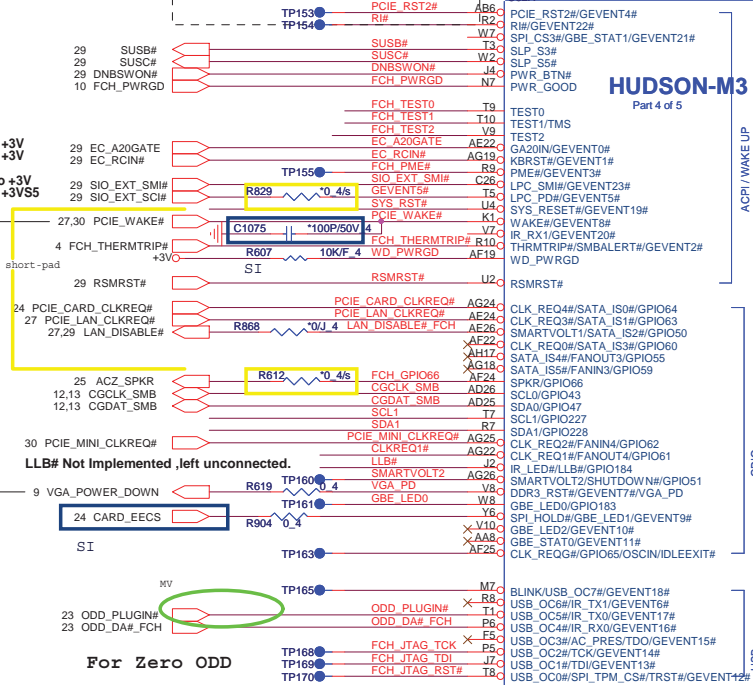 TP153 PCIE_RST2# AB6 PCIE_RST2#/GEVENT4#
TP154 RI# R2 RI#/GEVENT22#
W7 SPI_CS3#/GBE_STAT1/GEVENT21#
29 SUSB# SUSB# T3 SLP_S3#
29 SUSC# SUSC# W2 SLP_S5#
29 DNBSWON# DNBSWON# J4 PWR_BTN#
10 FCH_PWRGD FCH_PWRGD N7 PWR_GOOD
HUDSON-M3
Part 4 of 5
FCH_TEST0 T9 TEST0
FCH_TEST1 T10 TEST1/TMS
FCH_TEST2 V9 TEST2
+3V 29 EC_A20GATE EC_A20GATE AE22 GA20IN/GEVENT0#
+3V 29 EC_RCIN# EC_RCIN# AG19 KBRST#/GEVENT1#
TP155 FCH_PME# R9 PME#/GEVENT3#
o +3V 29 SIO_EXT_SMI# SIO_EXT_SMI# C26 LPC_SMI#/GEVENT23#
+3VS5 29 SIO_EXT_SCI# R829 *0_4/s GEVENT5# T5 LPC_PD#/GEVENT5#
SYS_RST# U4 SYS_RESET#/GEVENT19#
27,30 PCIE_WAKE# PCIE_WAKE# K1 WAKE#/GEVENT8#
C1075 *100P/50V_4 V7 IR_RX1/GEVENT20#
4 FCH_THERMTRIP# FCH_THERMTRIP# R10 THRMTRIP#/SMBALERT#/GEVENT2#
+3V R607 10K/F_4 WD_PWRGD AF19 WD_PWRGD
short-pad
SI
ACPI / WAKE UP
29 RSMRST# RSMRST# U2 RSMRST#
24 PCIE_CARD_CLKREQ# PCIE_CARD_CLKREQ# AG24 CLK_REQ4#/SATA_IS0#/GPIO64
27 PCIE_LAN_CLKREQ# PCIE_LAN_CLKREQ# AE24 CLK_REQ3#/SATA_IS1#/GPIO63
27,29 LAN_DISABLE# R868 *0/J_4 LAN_DISABLE#_FCH AE26 SMARTVOLT1/SATA_IS2#/GPIO50
AF22 CLK_REQ0#/SATA_IS3#/GPIO60
AH17 SATA_IS4#/FANOUT3/GPIO55
AG18 SATA_IS5#/FANIN3/GPIO59
25 ACZ_SPKR R612 *0_4/s FCH_GPIO66 AF24 SPKR/GPIO66
12,13 CGCLK_SMB CGCLK_SMB AD26 SCL0/GPIO43
12,13 CGDAT_SMB CGDAT_SMB AD25 SDA0/GPIO47
SCL1 T7 SCL1/GPIO227
SDA1 R7 SDA1/GPIO228
30 PCIE_MINI_CLKREQ# PCIE_MINI_CLKREQ# AG25 CLK_REQ2#/FANIN4/GPIO62
CLKREQ1# AG22 CLK_REQ1#/FANOUT4/GPIO61
LLB# Not Implemented ,left unconnected. LLB# J2 IR_LED#/LLB#/GPIO184
TP160 SMARTVOLT2 AG26 SMARTVOLT2/SHUTDOWN#/GPIO51
9 VGA_POWER_DOWN R619 0_4 VGA_PD V8 DDR3_RST#/GEVENT7#/VGA_PD
TP161 GBE_LED0 W8 GBE_LED0/GPIO183
24 CARD_EECS R904 0_4 Y6 SPI_HOLD#/GBE_LED1/GEVENT9#
V10 GBE_LED2/GEVENT10#
SI AA8 GBE_STAT0/GEVENT11#
TP163 AF25 CLK_REQG#/GPIO65/OSCIN/IDLEEXIT#
MV
TP165 M7 BLINK/USB_OC7#/GEVENT18#
R8 USB_OC6#/IR_TX1/GEVENT6#
23 ODD_PLUGIN# ODD_PLUGIN# T1 USB_OC5#/IR_TX0/GEVENT17#
23 ODD_DA#_FCH ODD_DA#_FCH P6 USB_OC4#/IR_RX0/GEVENT16#
F5 USB_OC3#/AC_PRES/TDO/GEVENT15#
For Zero ODD
TP168 FCH_JTAG_TCK P5 USB_OC2#/TCK/GEVENT14#
TP169 FCH_JTAG_TDI J7 USB_OC1#/TDI/GEVENT13#
TP170 FCH_JTAG_RST# T8 USB_OC0#/SPI_TPM_CS#/TRST#/GEVENT12#